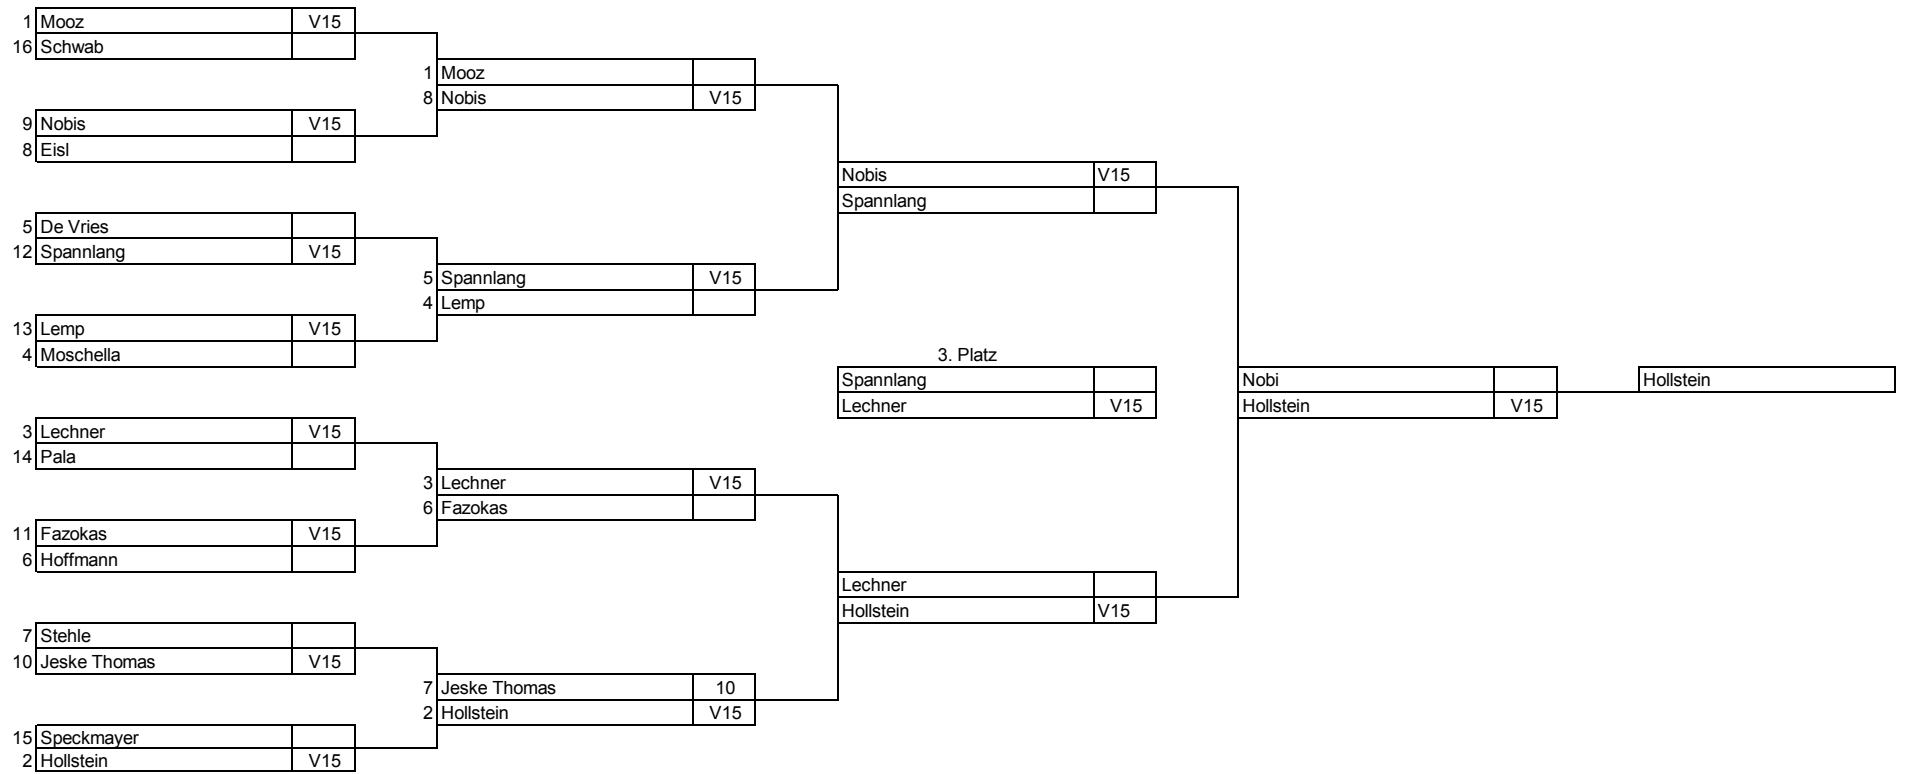 1 Mooz V15
16 Schwab
1 Mooz
8 Nobis V15
9 Nobis V15
8 Eisl
Nobis V15
Spannlang
5 De Vries
12 Spannlang V15
5 Spannlang V15
4 Lemp
13 Lemp V15
4 Moschella
3. Platz
Spannlang
Lechner V15
Nobi
Hollstein V15
Hollstein
3 Lechner V15
14 Pala
3 Lechner V15
6 Fazokas
11 Fazokas V15
6 Hoffmann
Lechner
Hollstein V15
7 Stehle
10 Jeske Thomas V15
7 Jeske Thomas 10
2 Hollstein V15
15 Speckmayer
2 Hollstein V15